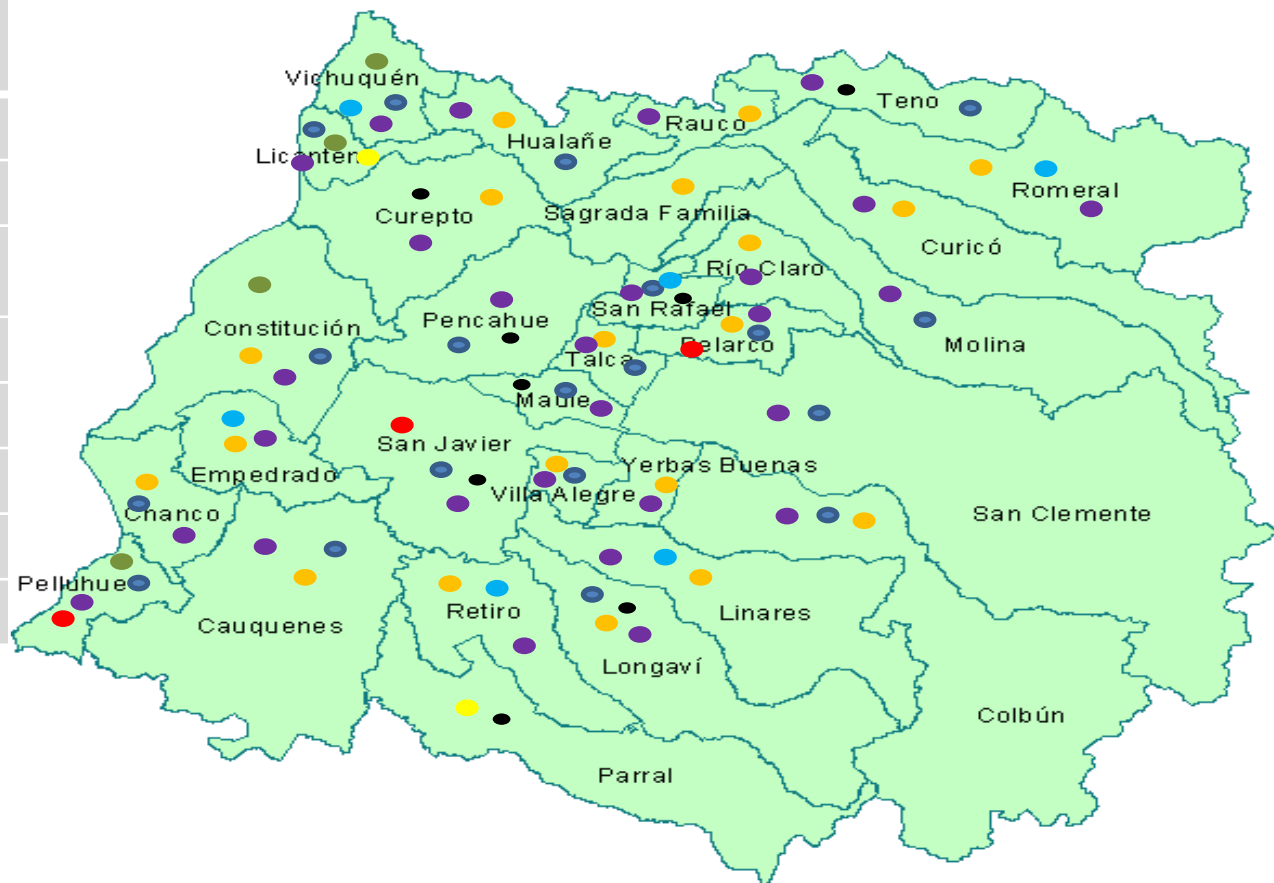 Vichuquén
Teno
Rauco
Hualañe
Licantén
Romeral
Curepto
Sagrada Familia
Curicó
Río Claro
San Rafael
Constitución
Pencahue
Pelarco
Molina
Talca
Maule
San Javier
Yerbas Buenas
Empedrado
Villa Alegre
Chanco
San Clemente
Pelluhue
Retiro
Linares
Cauquenes
Longaví
Colbún
Parral